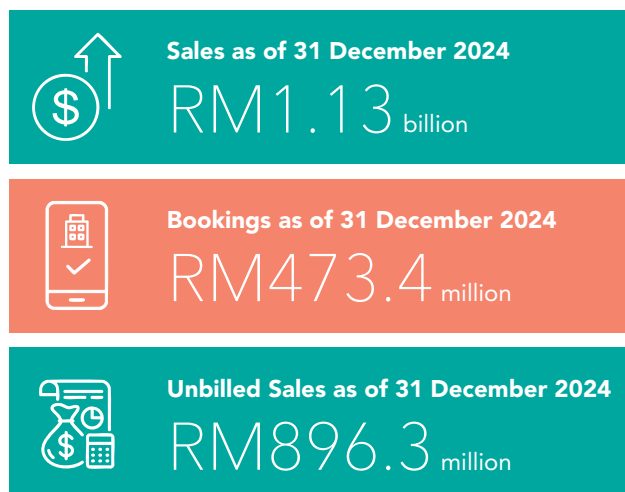 Sales as of 31 December 2024
$
RM1.13 billion
Bookings as of 31 December 2024
RM473.4 million
Unbilled Sales as of 31 December 2024
$
RM896.3 million